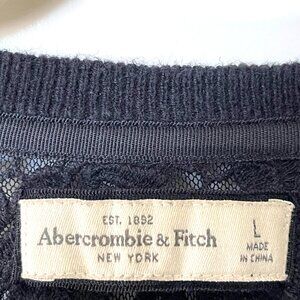 EST. 1892
Abercrombie & Fitch
NEW YORK
L
MADE
IN CHINA